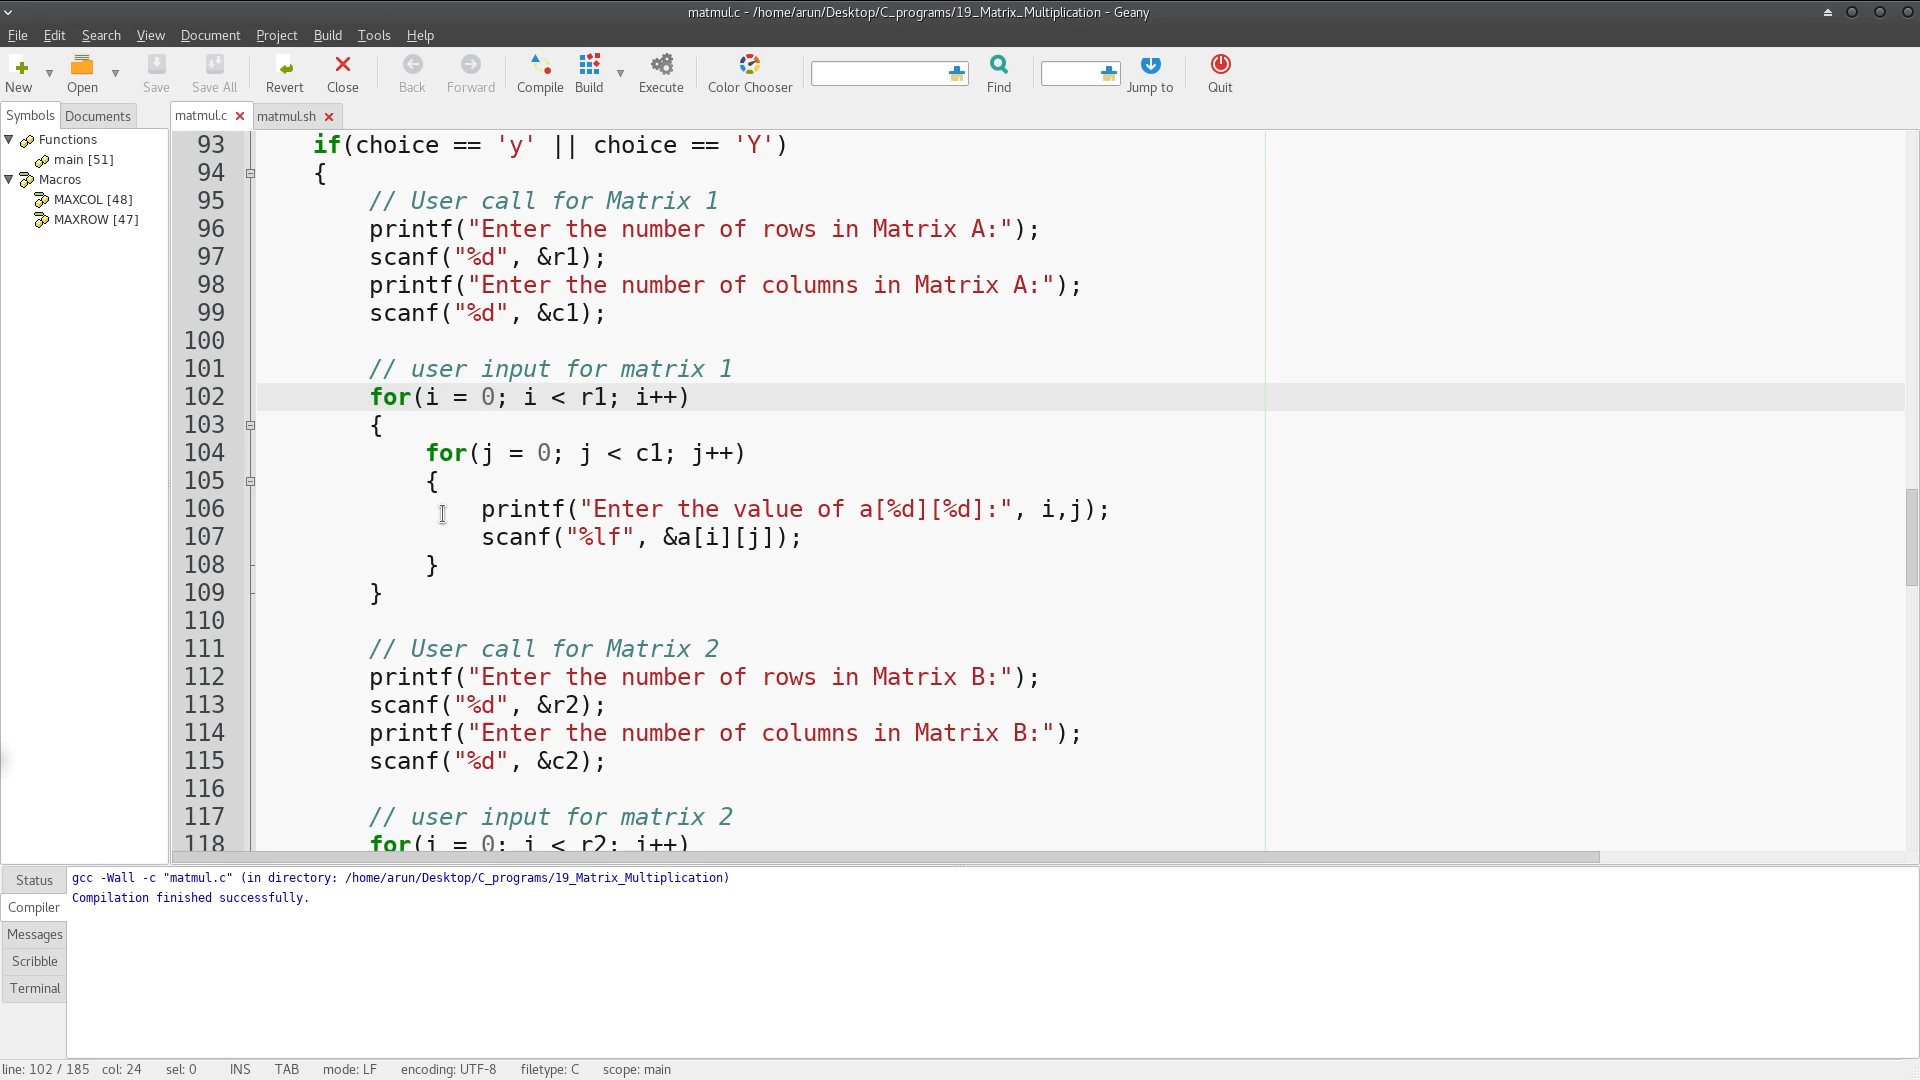 matmul.c - /home/arun/Desktop/C_programs/19_Matrix_Multiplication - Geany
File Edit Search View Document Project Build Tools Help
New Open Save Save All Revert Close Back Forward Compile Build Execute Color Chooser Find Jump to Quit
Symbols Documents
matmul.c matmul.sh
Functions
main [51]
Macros
MAXCOL [48]
MAXROW [47]
93 if(choice == 'y' || choice == 'Y')
94 {
95 // User call for Matrix 1
96 printf("Enter the number of rows in Matrix A:");
97 scanf("%d", &r1);
98 printf("Enter the number of columns in Matrix A:");
99 scanf("%d", &c1);
100
101 // user input for matrix 1
102 for(i = 0; i < r1; i++)
103 {
104 for(j = 0; j < c1; j++)
105 {
106 printf("Enter the value of a[%d][%d]:", i,j);
107 scanf("%lf", &a[i][j]);
108 }
109 }
110
111 // User call for Matrix 2
112 printf("Enter the number of rows in Matrix B:");
113 scanf("%d", &r2);
114 printf("Enter the number of columns in Matrix B:");
115 scanf("%d", &c2);
116
117 // user input for matrix 2
118 for(i = 0; i < r2; i++)
Status
Compiler
Messages
Scribble
Terminal
gcc -Wall -c "matmul.c" (in directory: /home/arun/Desktop/C_programs/19_Matrix_Multiplication)
Compilation finished successfully.
line: 102 / 185 col: 24 sel: 0 INS TAB mode: LF encoding: UTF-8 filetype: C scope: main